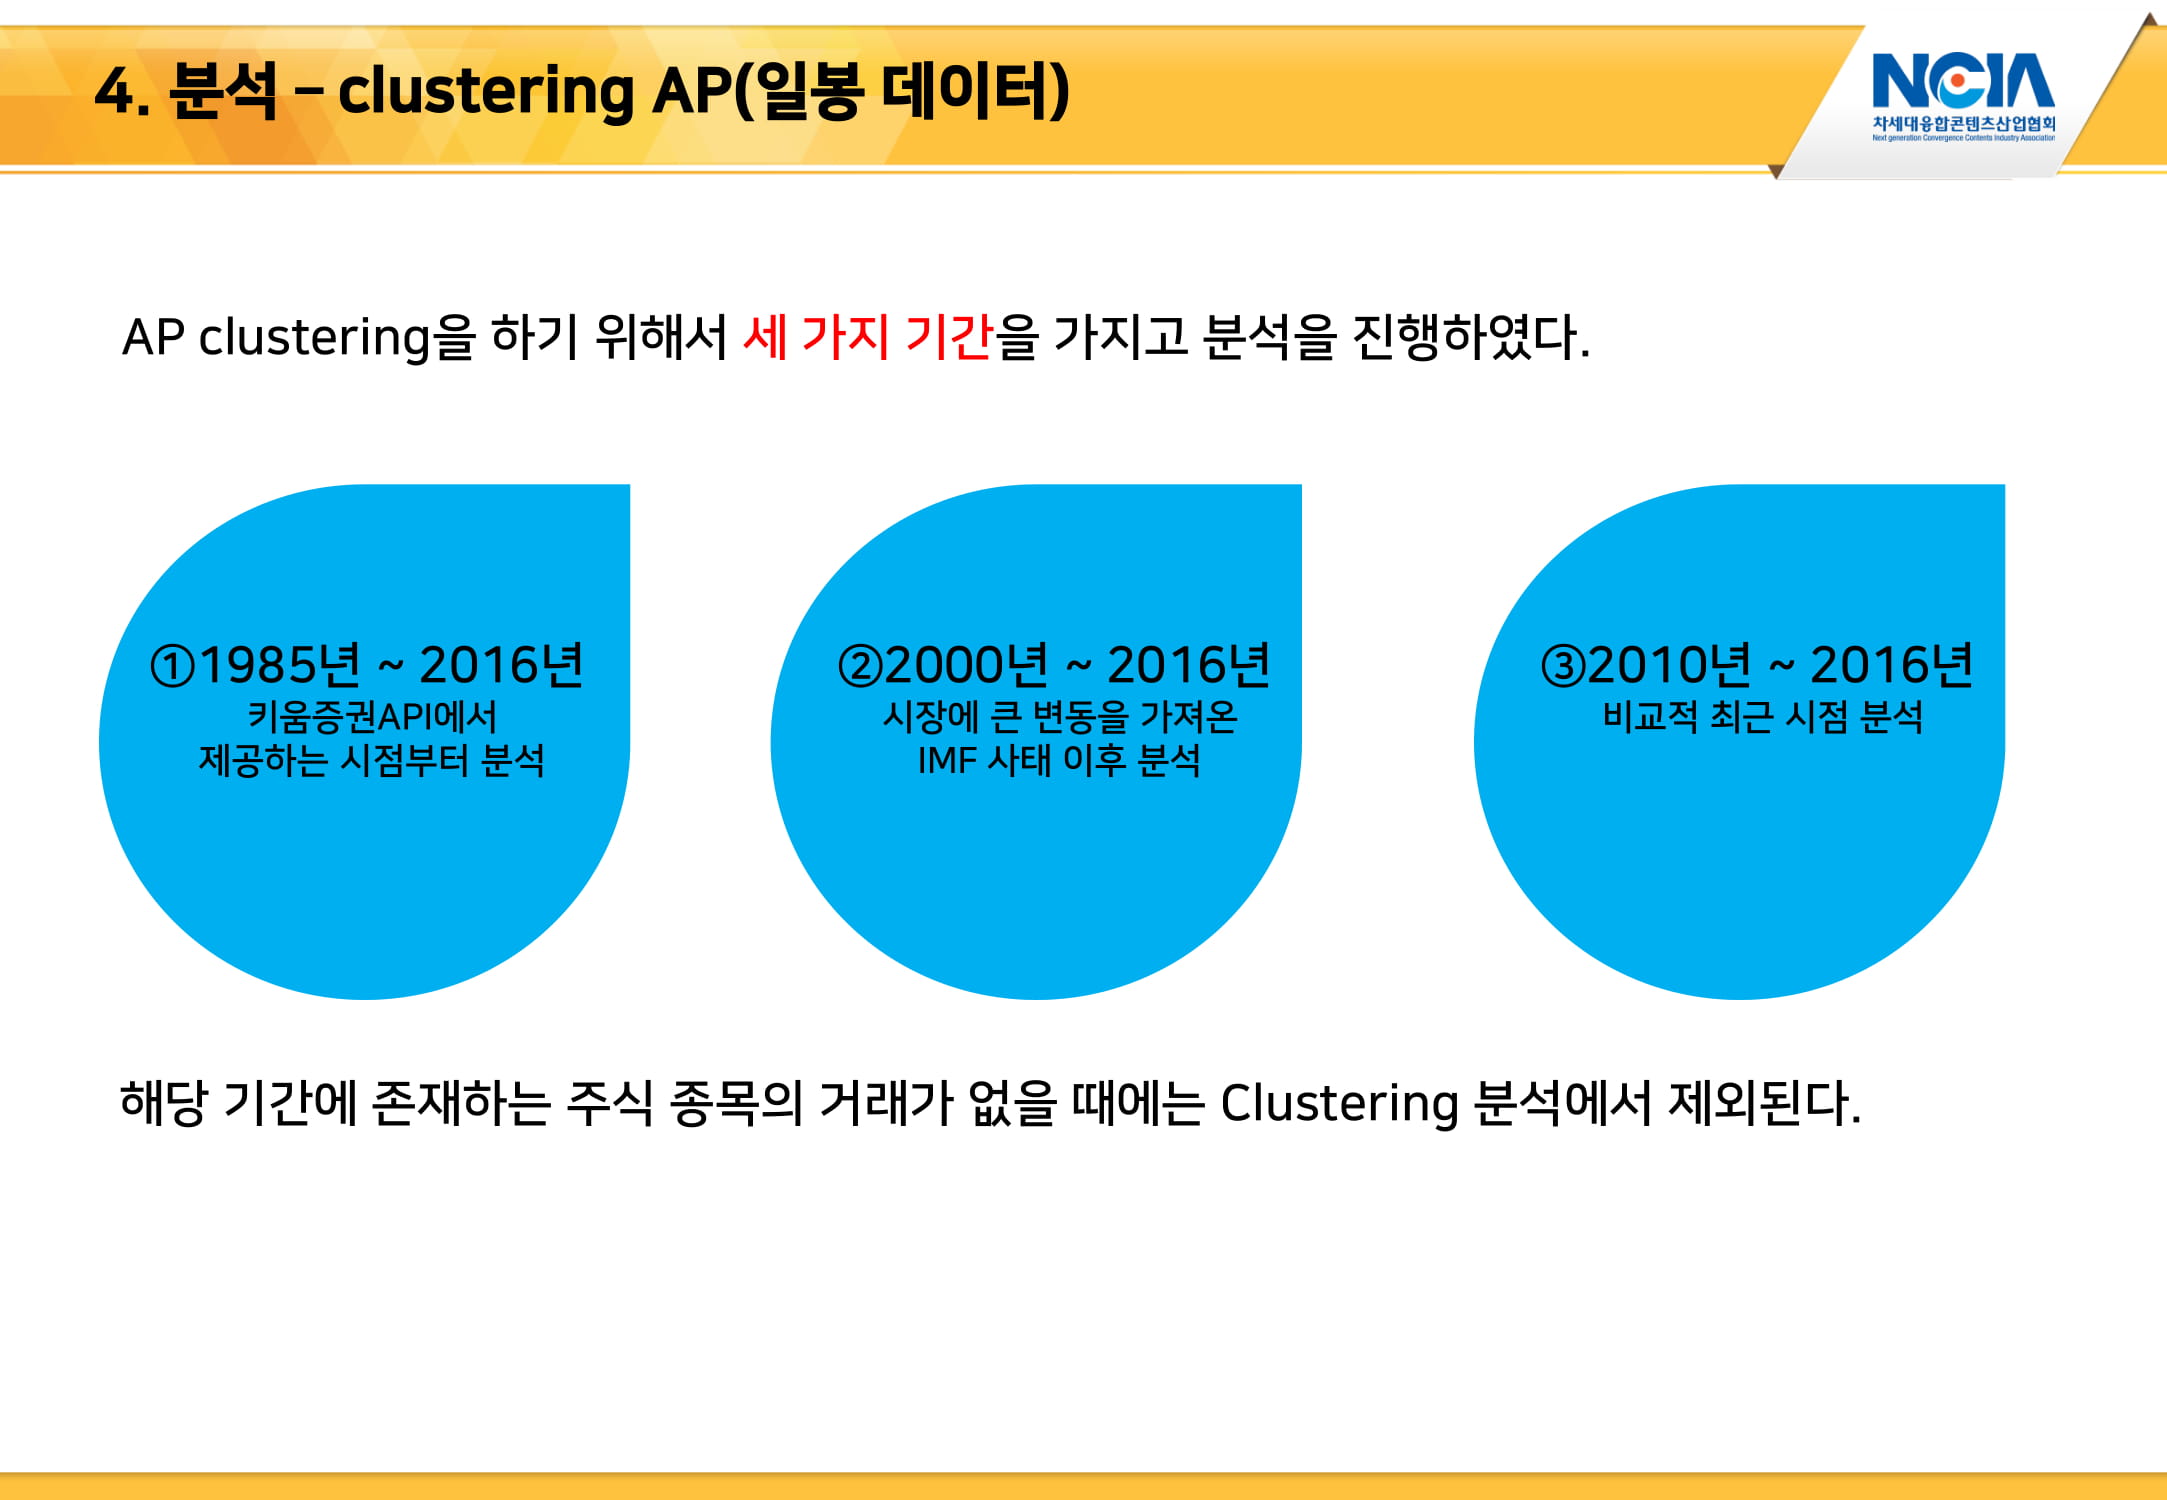 4. 분석 – clustering AP(일봉 데이터)
NCIA
차세대융합콘텐츠산업협회
Next generation Convergence Contents Industry Association
AP clustering을 하기 위해서 세 가지 기간을 가지고 분석을 진행하였다.
①1985년 ~ 2016년
키움증권API에서
제공하는 시점부터 분석
②2000년 ~ 2016년
시장에 큰 변동을 가져온
IMF 사태 이후 분석
③2010년 ~ 2016년
비교적 최근 시점 분석
해당 기간에 존재하는 주식 종목의 거래가 없을 때에는 Clustering 분석에서 제외된다.